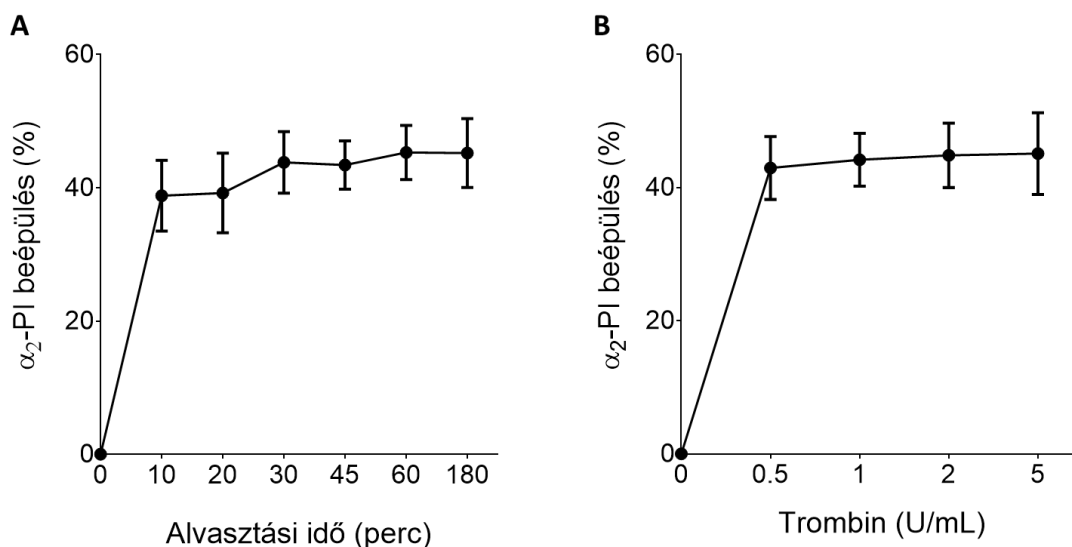 A
α₂-PI beépülés (%)
60
40
20
0
0 10 20 30 45 60 180
Alvasztási idő (perc)
B
α₂-PI beépülés (%)
60
40
20
0
0 0.5 1 2 5
Trombin (U/mL)